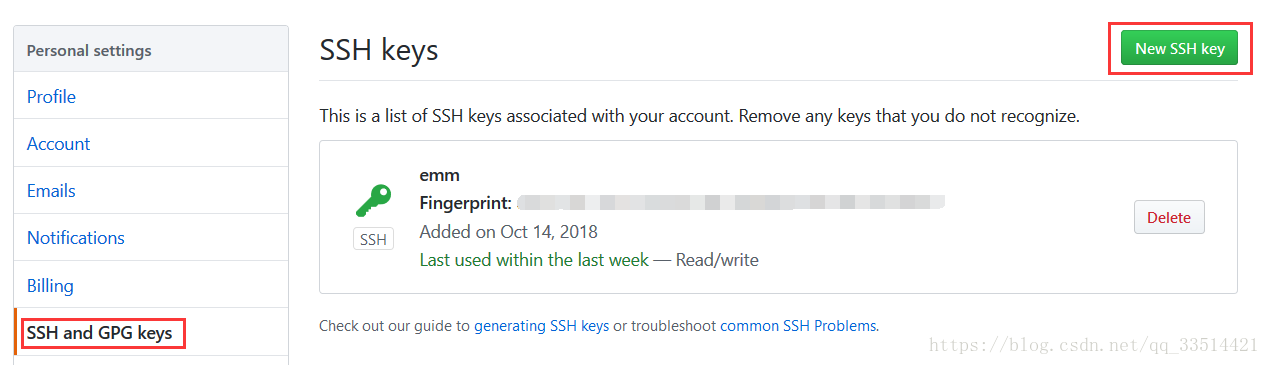 Personal settings
Profile
Account
Emails
Notifications
Billing
SSH and GPG keys
SSH keys
New SSH key
This is a list of SSH keys associated with your account. Remove any keys that you do not recognize.
emm
Fingerprint:
SSH
Added on Oct 14, 2018
Last used within the last week — Read/write
Delete
Check out our guide to generating SSH keys or troubleshoot common SSH Problems.
https://blog.csdn.net/qq_33514421